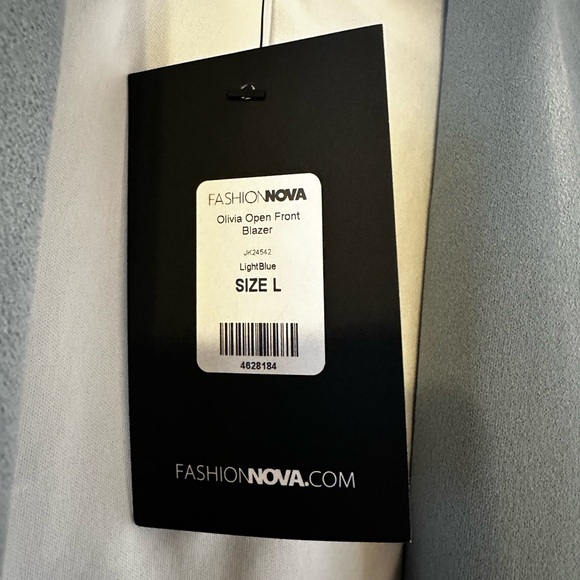 FASHIONNOVA
Olivia Open Front
Blazer
JK24542
LightBlue
SIZE L
4628184
FASHIONNOVA.COM